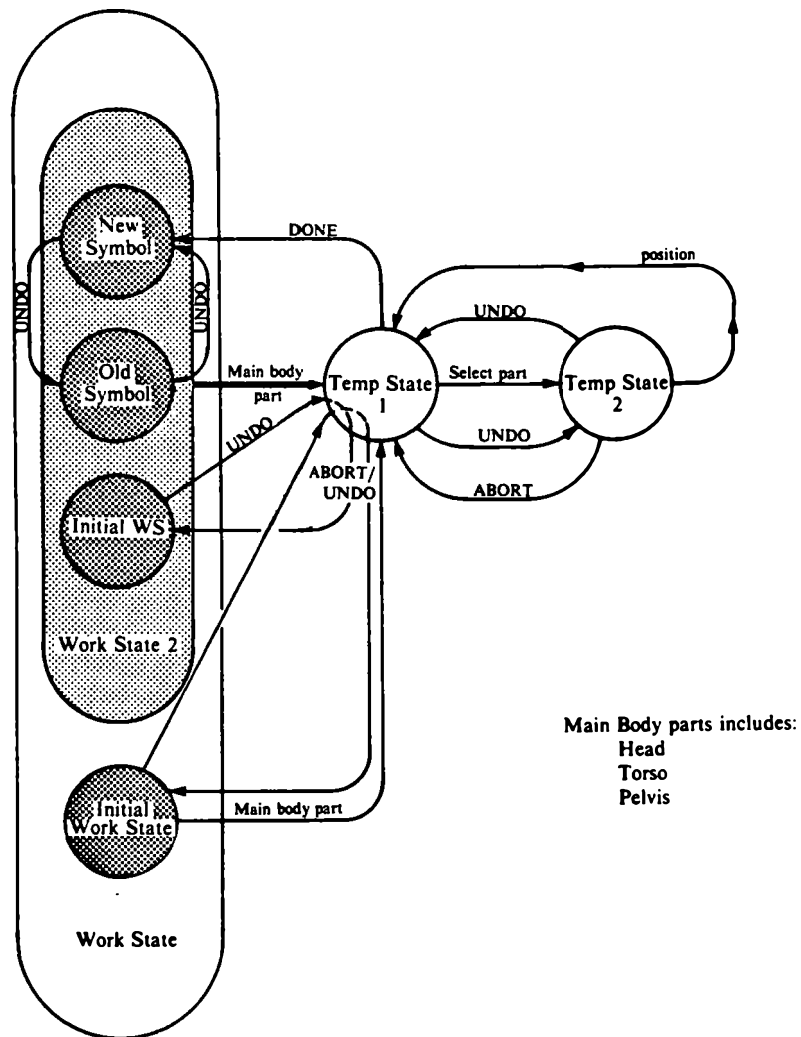 New
Symbol
DONE
position
UNDO
UNDO
UNDO
Old
Symbol
Main body
part
Temp State
1
Select part
Temp State
2
UNDO
UNDO
ABORT/
UNDO
ABORT
Initial WS
Work State 2
Main Body parts includes:
Head
Torso
Pelvis
Initial
Work State
Main body part
Work State